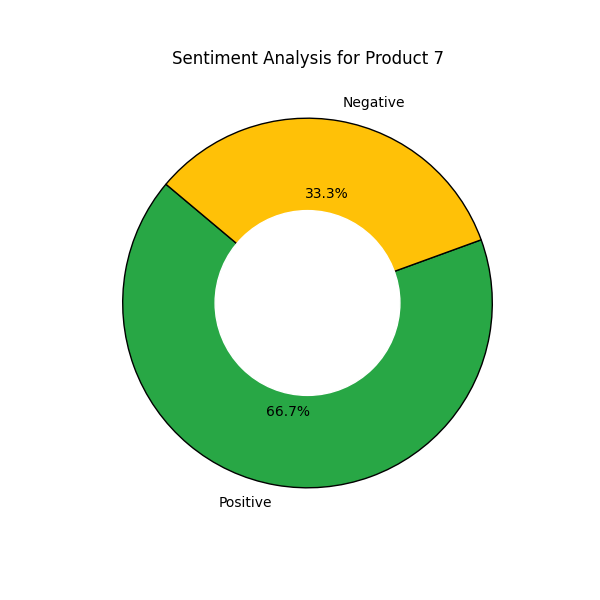 Sentiment Analysis for Product 7
Negative
33.3%
66.7%
Positive